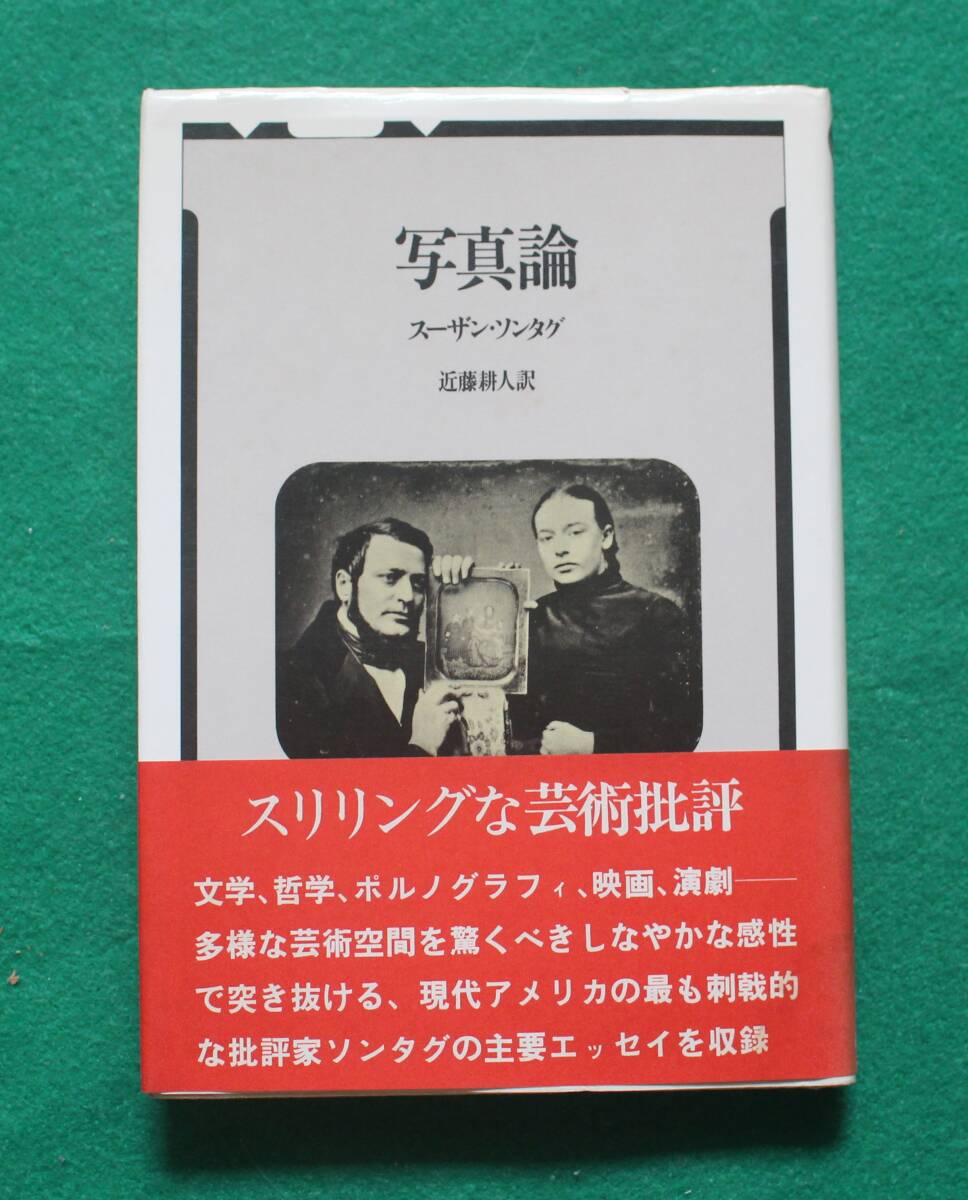 写真論
スーザン・ソンタグ
近藤耕人訳
スリリングな芸術批評
文学、哲学、ポルノグラフィ、映画、演劇——
多様な芸術空間を驚くべきしなやかな感性
で突き抜ける、現代アメリカの最も刺戟的
な批評家ソンタグの主要エッセイを収録